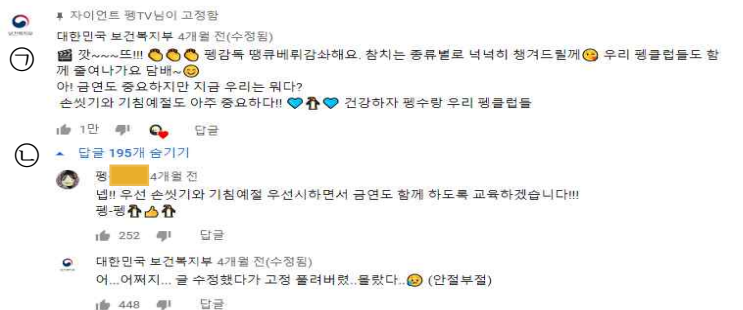 자이언트 펭TV님이 고정함
대한민국 보건복지부 4개월 전(수정됨)
㉠
🎬 깟~~~뜨!!! 👏👏👏 펭감독 땡큐베뤼감솨해요. 참치는 종류별로 넉넉히 챙겨드릴께😘 우리 펭클럽들도 함
께 줄여나가요 담배~😊
아! 금연도 중요하지만 지금 우리는 뭐다?
손씻기와 기침예절도 아주 중요하다!! 💙🐧💙 건강하자 펭수랑 우리 펭클럽들
1만 답글
㉡
답글 195개 숨기기
펭 4개월 전
넵!! 우선 손씻기와 기침예절 우선시하면서 금연도 함께 하도록 교육하겠습니다!!!
펭-펭🐧👍🐧
252 답글
대한민국 보건복지부 4개월 전(수정됨)
어...어쩌지... 글 수정했다가 고정 풀려버렸..몰랐다..😥 (안절부절)
448 답글